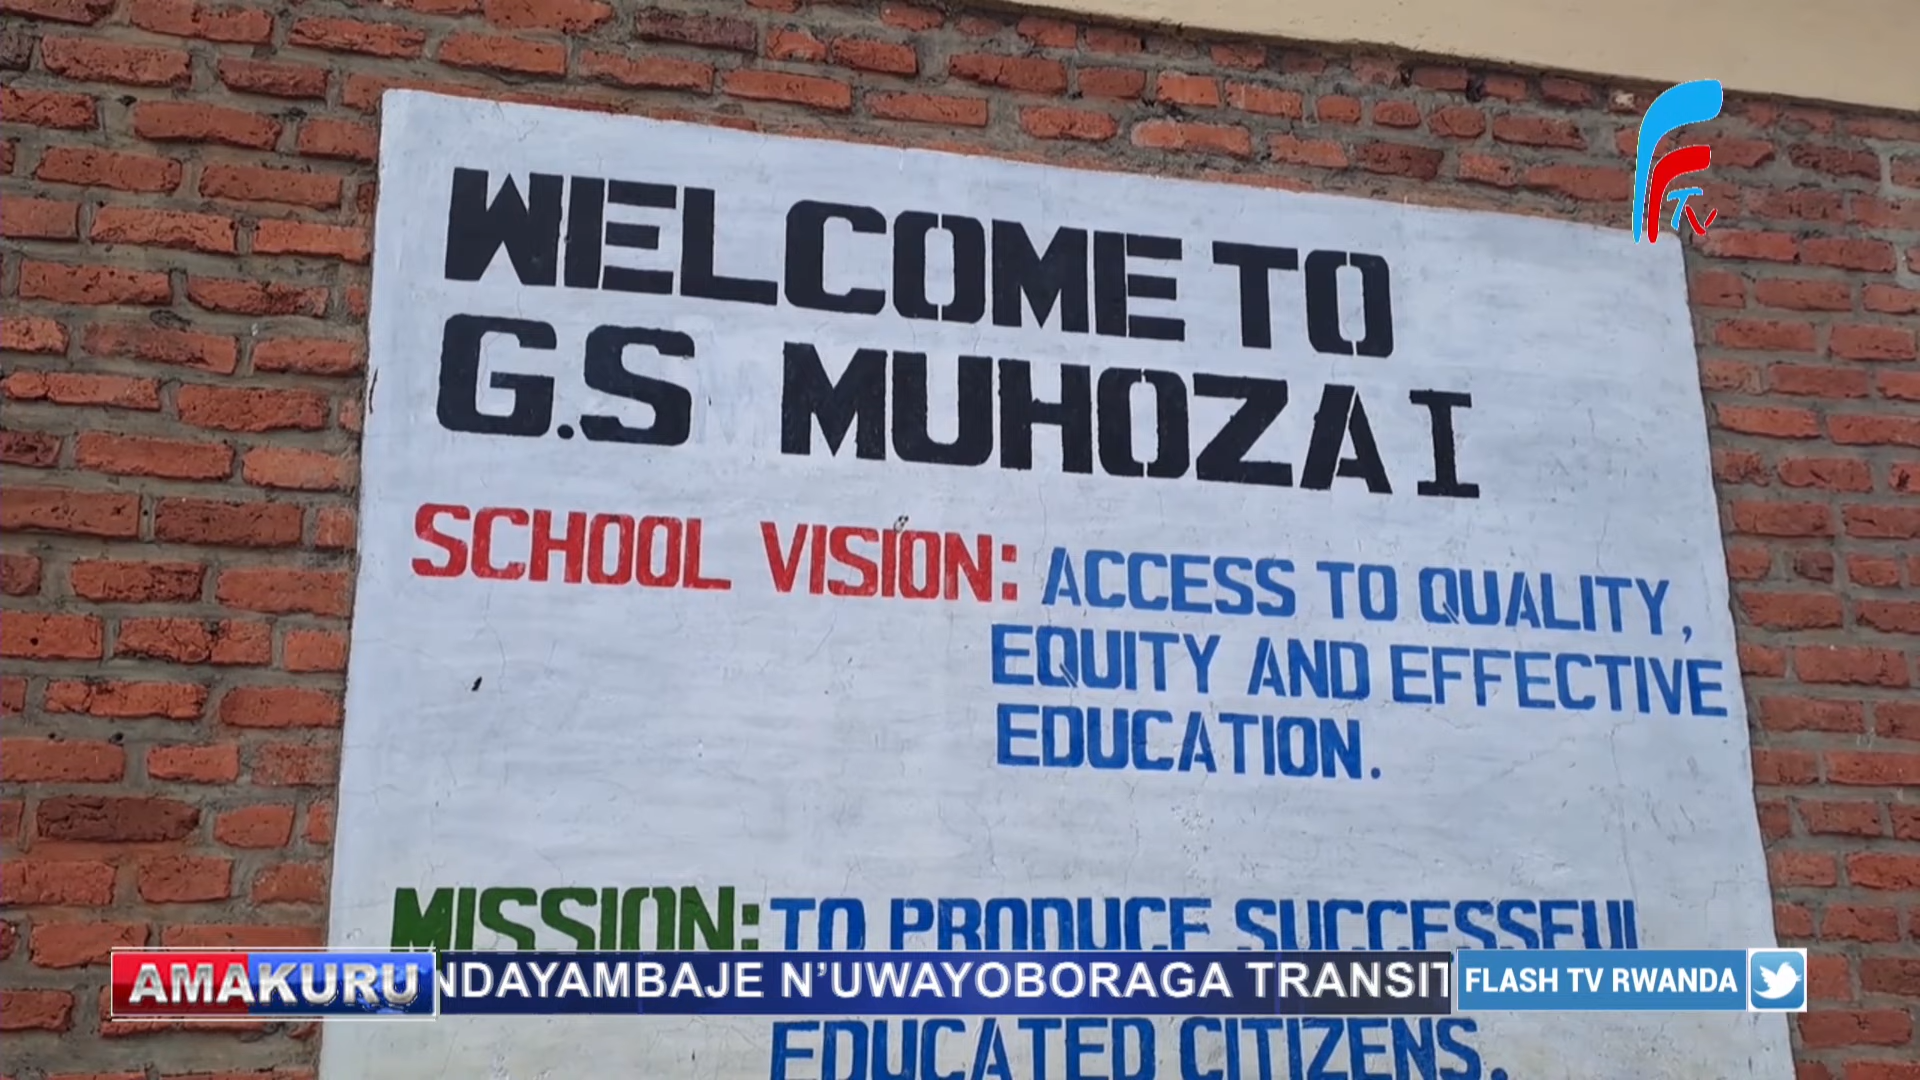 WELCOME TO
G.S MUHOZA I
SCHOOL VISION: ACCESS TO QUALITY,
EQUITY AND EFFECTIVE
EDUCATION.
MISSION: TO PRODUCE SUCCESSFUL
EDUCATED CITIZENS.
AMAKURU NDAYAMBAJE N'UWAYOBORAGA TRANSIT FLASH TV RWANDA
TV